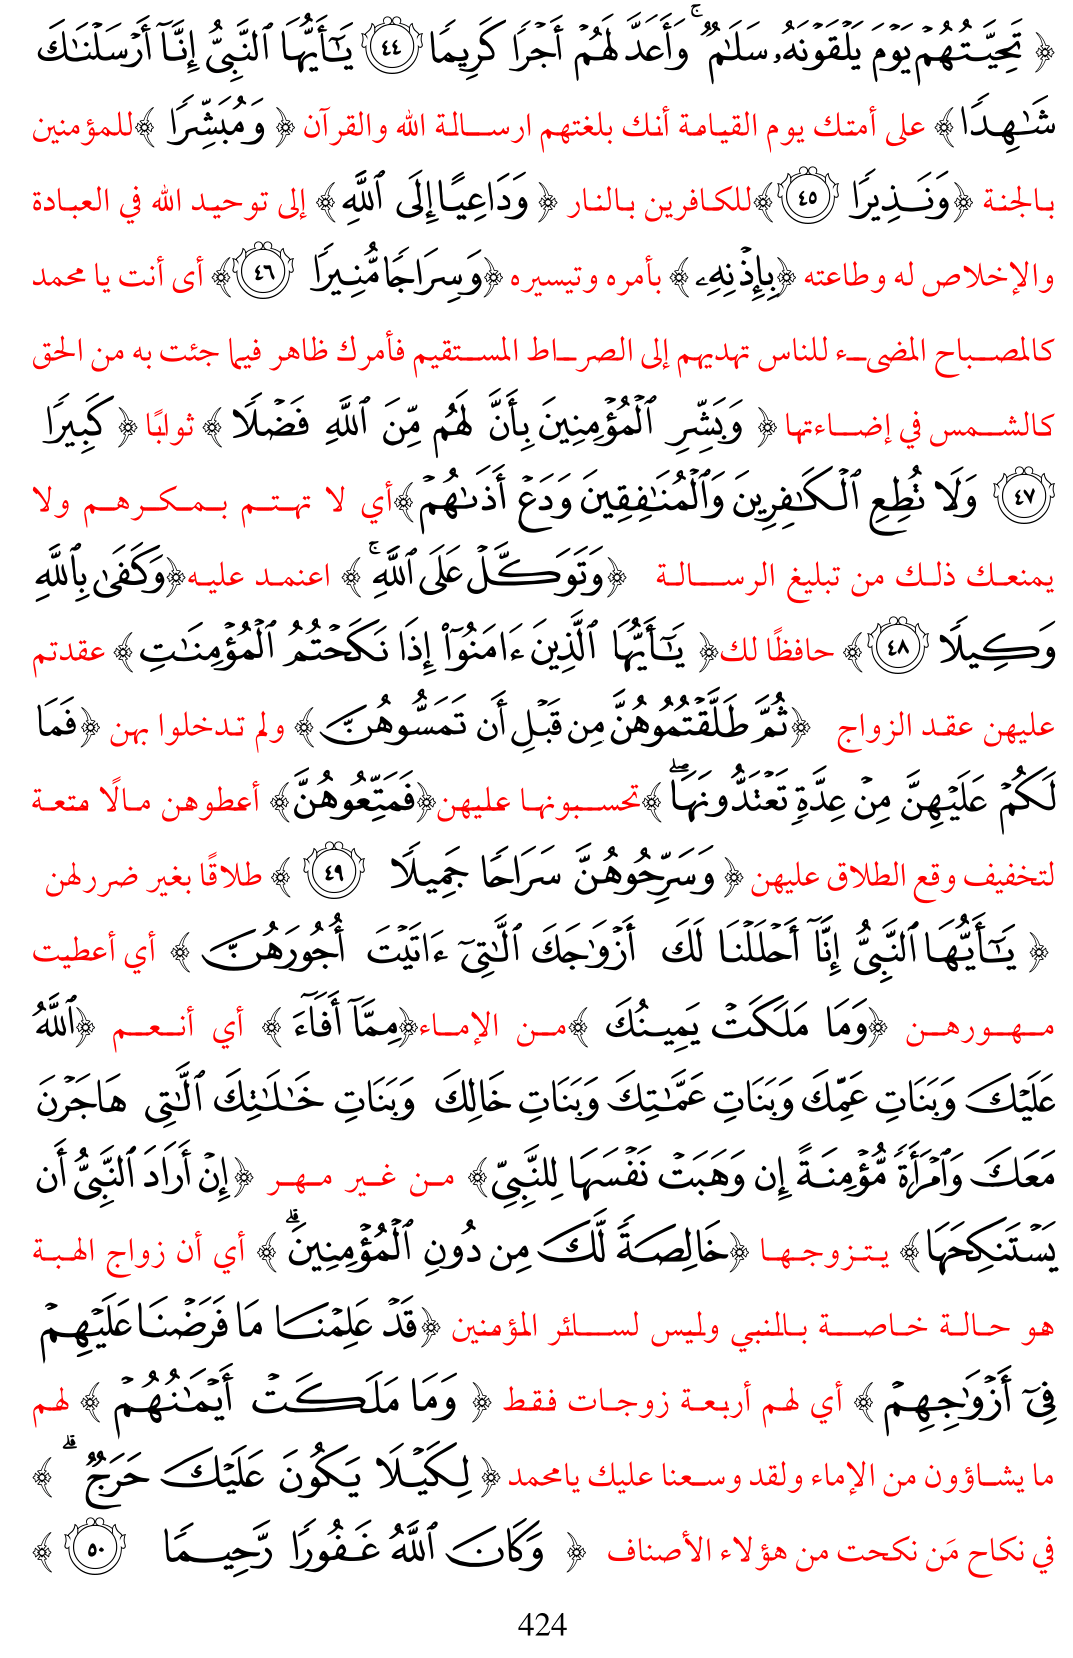 ﴿ تَحِيَّتُهُمْ يَوْمَ يَلْقَوْنَهُۥ سَلَٰمٌ ۚ وَأَعَدَّ لَهُمْ أَجْرًا كَرِيمًا ٤٤ يَٰٓأَيُّهَا ٱلنَّبِىُّ إِنَّآ أَرْسَلْنَٰكَ
شَٰهِدًا﴾ على أمتك يوم القيامة أنك بلغتهم ارسالة الله والقرآن ﴿ وَمُبَشِّرًا ﴾للمؤمنين
بالجنة ﴿وَنَذِيرًا ٤٥ ﴾للكافرين بالنار ﴿ وَدَاعِيًا إِلَى ٱللَّهِ ﴾ إلى توحيد الله في العبادة
والإخلاص له وطاعته ﴿بِإِذْنِهِۦ ﴾ بأمره وتيسيره ﴿وَسِرَاجًا مُّنِيرًا ٤٦ ﴾ أى أنت يا محمد
كالمصباح المضىء للناس تهديهم إلى الصراط المستقيم فأمرك ظاهر فيما جئت به من الحق
كالشمس في إضاءتها ﴿ وَبَشِّرِ ٱلْمُؤْمِنِينَ بِأَنَّ لَهُم مِّنَ ٱللَّهِ فَضْلًا ﴾ ثوابًا ﴿ كَبِيرًا
٤٧ وَلَا تُطِعِ ٱلْكَٰفِرِينَ وَٱلْمُنَٰفِقِينَ وَدَعْ أَذَىٰهُمْ ﴾أي لا تهتم بمكرهم ولا
يمنعك ذلك من تبليغ الرسالة ﴿وَتَوَكَّلْ عَلَى ٱللَّهِ ۚ ﴾ اعنمد عليه﴿وَكَفَىٰ بِٱللَّهِ
وَكِيلًا ٤٨ ﴾ حافظًا لك﴿ يَٰٓأَيُّهَا ٱلَّذِينَ ءَامَنُوٓا۟ إِذَا نَكَحْتُمُ ٱلْمُؤْمِنَٰتِ ﴾ عقدتم
عليهن عقد الزواج ﴿ثُمَّ طَلَّقْتُمُوهُنَّ مِن قَبْلِ أَن تَمَسُّوهُنَّ ﴾ ولم تدخلوا بهن ﴿فَمَا
لَكُمْ عَلَيْهِنَّ مِنْ عِدَّةٍ تَعْتَدُّونَهَا ۖ ﴾تحسبونها عليهن﴿فَمَتِّعُوهُنَّ﴾ أعطوهن مالًا متعة
لتخفيف وقع الطلاق عليهن ﴿ وَسَرِّحُوهُنَّ سَرَاحًا جَمِيلًا ٤٩ ﴾ طلاقًا بغير ضررلهن
﴿ يَٰٓأَيُّهَا ٱلنَّبِىُّ إِنَّآ أَحْلَلْنَا لَكَ أَزْوَٰجَكَ ٱلَّٰتِىٓ ءَاتَيْتَ أُجُورَهُنَّ ﴾ أي أعطيت
مهورهن ﴿وَمَا مَلَكَتْ يَمِينُكَ ﴾من الإماء﴿مِمَّآ أَفَآءَ ﴾ أي أنعم ﴿ٱللَّهُ
عَلَيْكَ وَبَنَاتِ عَمِّكَ وَبَنَاتِ عَمَّٰتِكَ وَبَنَاتِ خَالِكَ وَبَنَاتِ خَٰلَٰتِكَ ٱلَّٰتِى هَاجَرْنَ
مَعَكَ وَٱمْرَأَةً مُّؤْمِنَةً إِن وَهَبَتْ نَفْسَهَا لِلنَّبِىِّ﴾ من غير مهر ﴿إِنْ أَرَادَ ٱلنَّبِىُّ أَن
يَسْتَنكِحَهَا﴾ يتزوجها ﴿خَالِصَةً لَّكَ مِن دُونِ ٱلْمُؤْمِنِينَ ۗ ﴾ أي أن زواج الهبة
هو حالة خاصة بالنبي وليس لسائر المؤمنين ﴿قَدْ عَلِمْنَا مَا فَرَضْنَا عَلَيْهِمْ
فِىٓ أَزْوَٰجِهِمْ ﴾ أي لهم أربعة زوجات فقط ﴿ وَمَا مَلَكَتْ أَيْمَٰنُهُمْ ﴾ لهم
ما يشاؤون من الإماء ولقد وسعنا عليك يامحمد ﴿ لِكَيْلَا يَكُونَ عَلَيْكَ حَرَجٌ ۗ ﴾
في نكاح مَن نكحت من هؤلاء الأصناف ﴿ وَكَانَ ٱللَّهُ غَفُورًا رَّحِيمًا ٥٠ ﴾
424